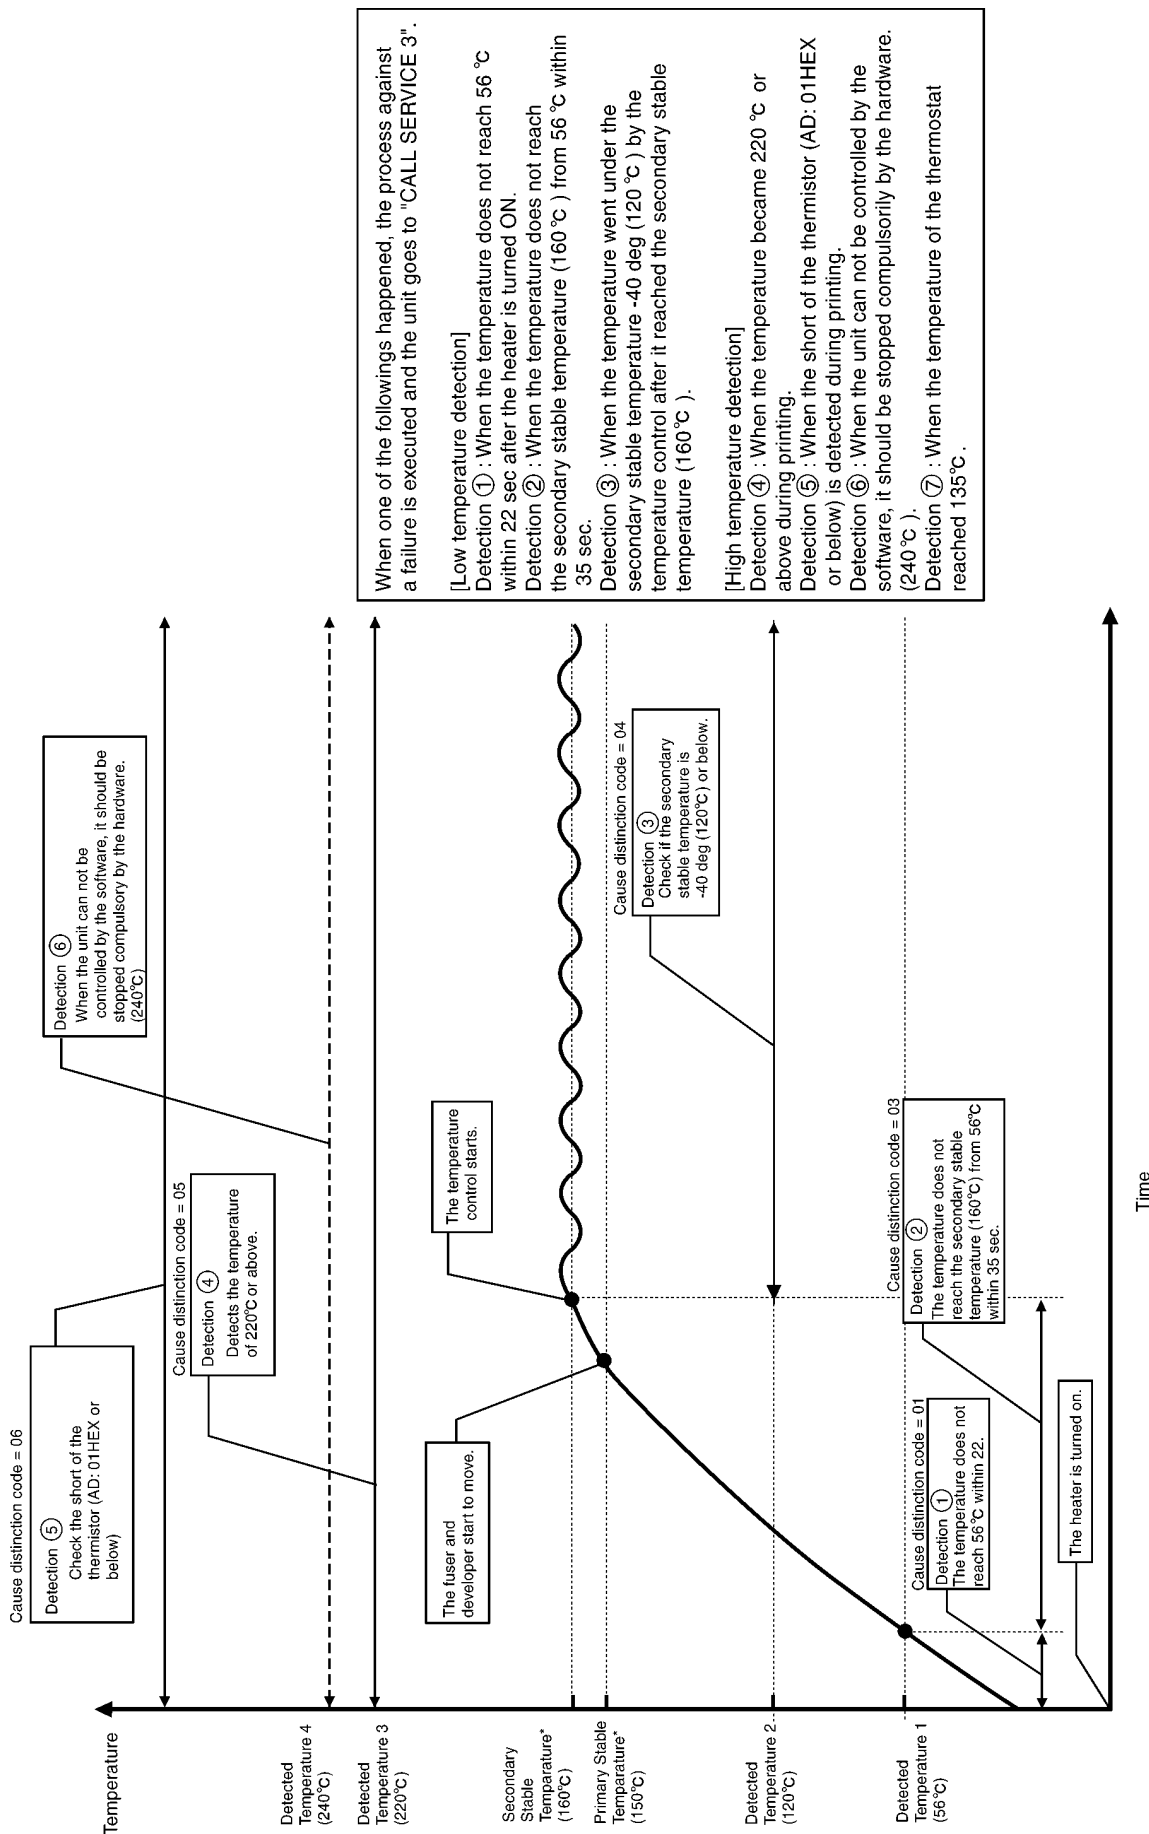 Temperature
Detected
Temperature 4
(240°C)
Detected
Temperature 3
(220°C)
Secondary
Stable
Temparature*
(160°C)
Primary Stable
Temparature*
(150°C)
Detected
Temperature 2
(120°C)
Detected
Temperature 1
(56°C)
Cause distinction code = 06
Detection ⑤
Check the short of the
thermistor (AD: 01HEX or
below)
Cause distinction code = 05
Detection ④
Detects the temperature
of 220°C or above.
Detection ⑥
When the unit can not be
controlled by the software, it should be
stopped compulsory by the hardware.
(240°C)
The fuser and
developer start to move.
The temperature
control starts.
Cause distinction code = 04
Detection ③
Check if the secondary
stable temperature is
-40 deg (120°C) or below.
Cause distinction code = 01
Detection ①
The temperature does not
reach 56°C within 22.
Cause distinction code = 03
Detection ②
The temperature does not
reach the secondary stable
temperature (160°C) from 56°C
within 35 sec.
The heater is turned on.
Time
When one of the followings happened, the process against
a failure is executed and the unit goes to "CALL SERVICE 3".
[Low temperature detection]
Detection ① : When the temperature does not reach 56 °C
within 22 sec after the heater is turned ON.
Detection ② : When the temperature does not reach
the secondary stable temperature (160°C ) from 56 °C within
35 sec.
Detection ③ : When the temperature went under the
secondary stable temperature -40 deg (120 °C ) by the
temperature control after it reached the secondary stable
temperature (160°C ).
[High temperature detection]
Detection ④ : When the temperature became 220 °C or
above during printing.
Detection ⑤ : When the short of the thermistor (AD: 01HEX
or below) is detected during printing.
Detection ⑥ : When the unit can not be controlled by the
software, it should be stopped compulsorily by the hardware.
(240°C ).
Detection ⑦ : When the temperature of the thermostat
reached 135°C .